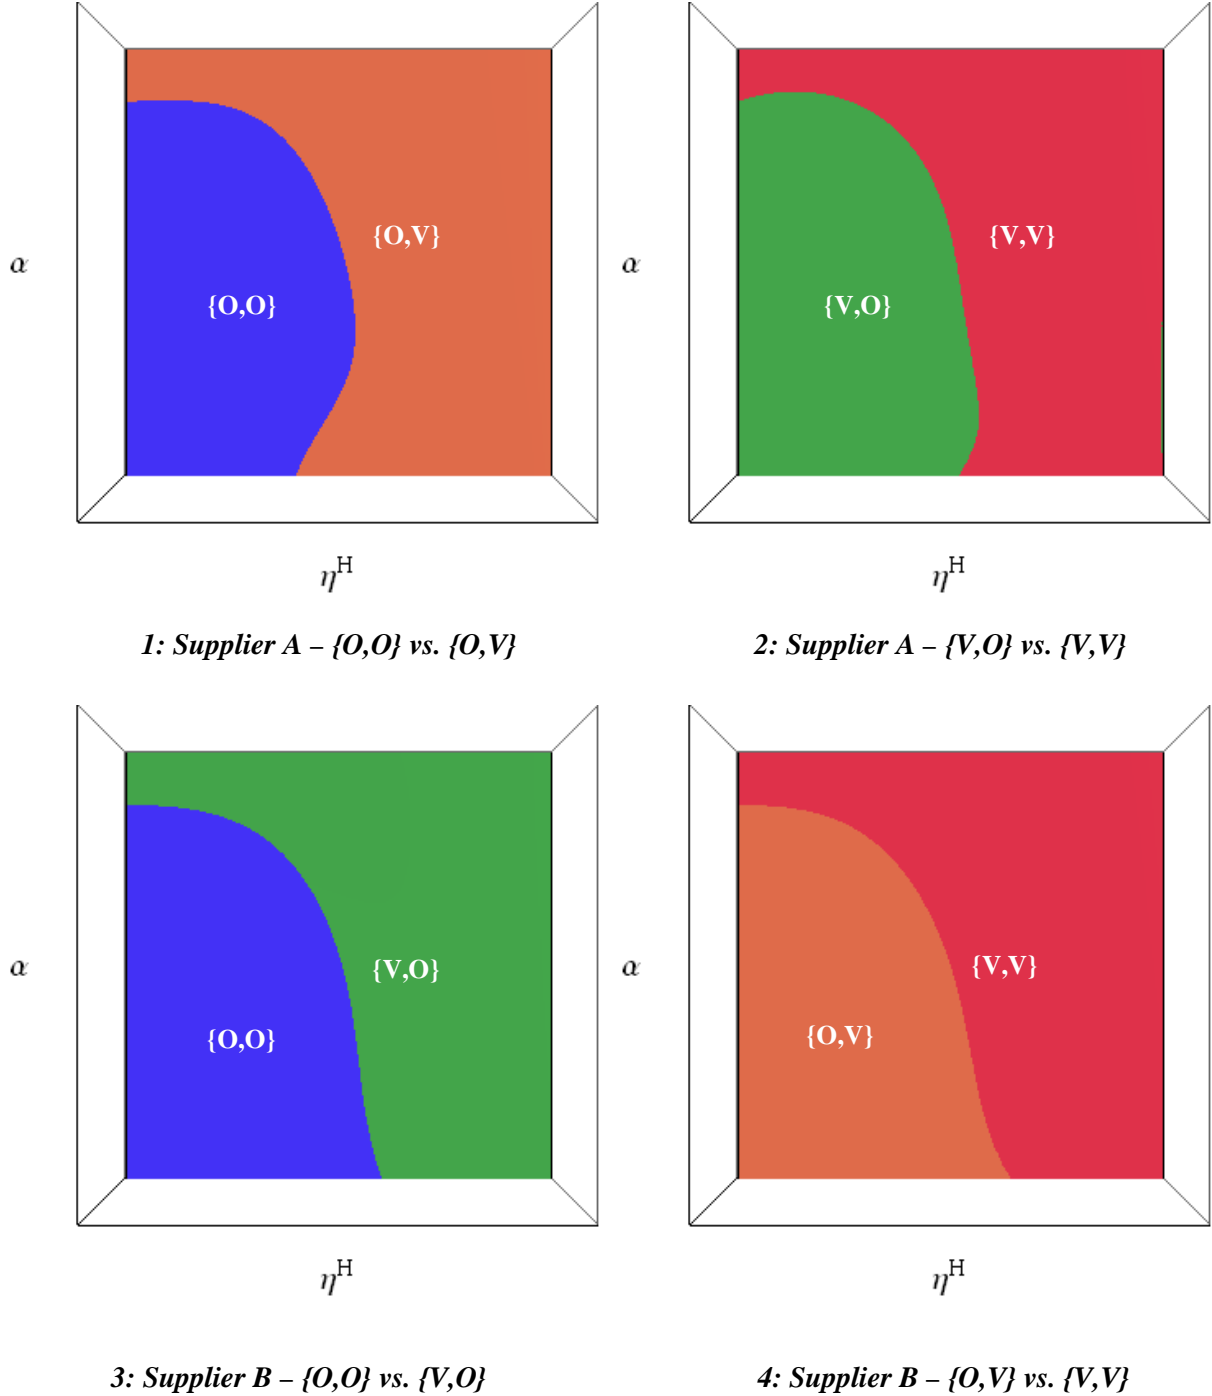 {O,V}
α
{O,O}
η^H
1: Supplier A – {O,O} vs. {O,V}
{V,V}
α
{V,O}
η^H
2: Supplier A – {V,O} vs. {V,V}
{V,O}
α
{O,O}
η^H
3: Supplier B – {O,O} vs. {V,O}
{V,V}
α
{O,V}
η^H
4: Supplier B – {O,V} vs. {V,V}